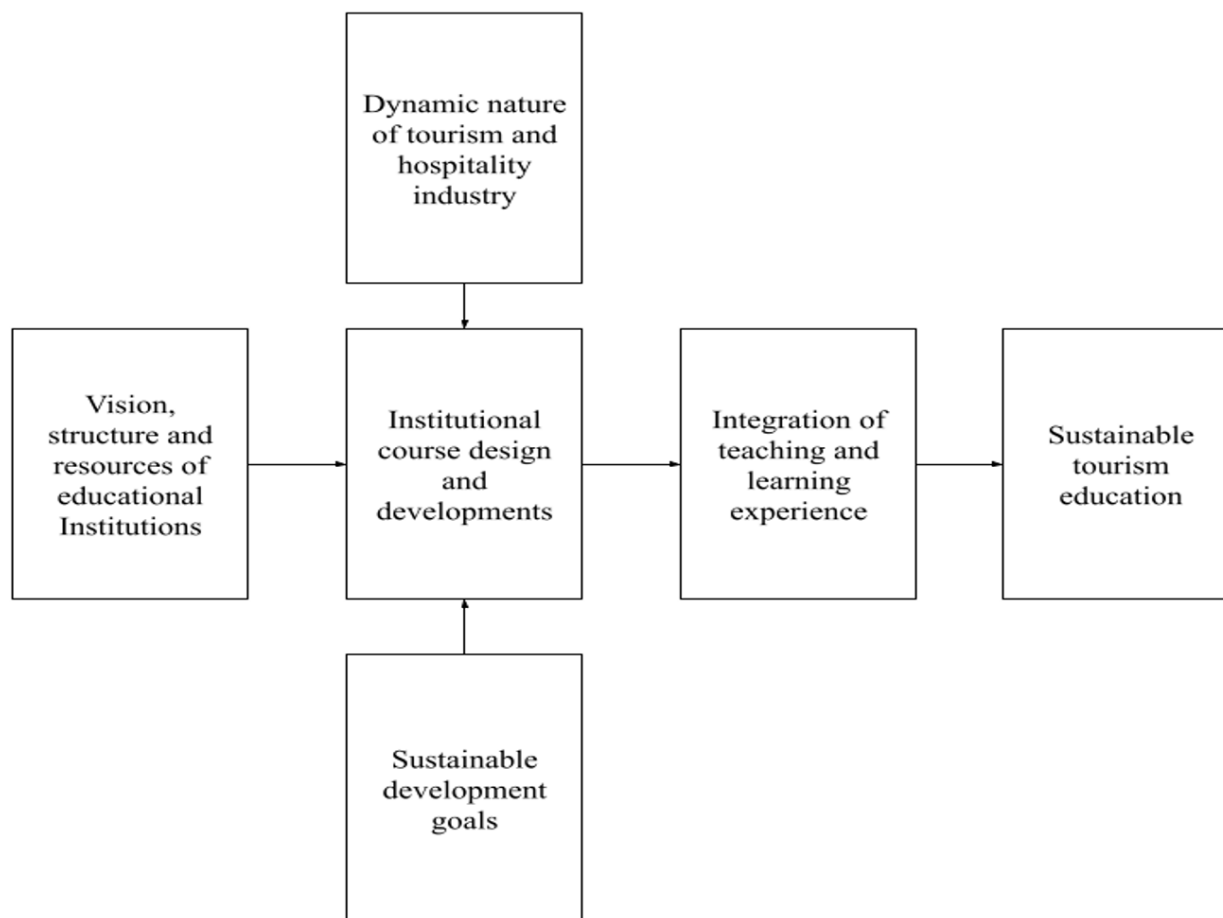 Dynamic nature
of tourism and
hospitality
industry
Vision,
structure and
resources of
educational
Institutions
Institutional
course design
and
developments
Integration of
teaching and
learning
experience
Sustainable
tourism
education
Sustainable
development
goals